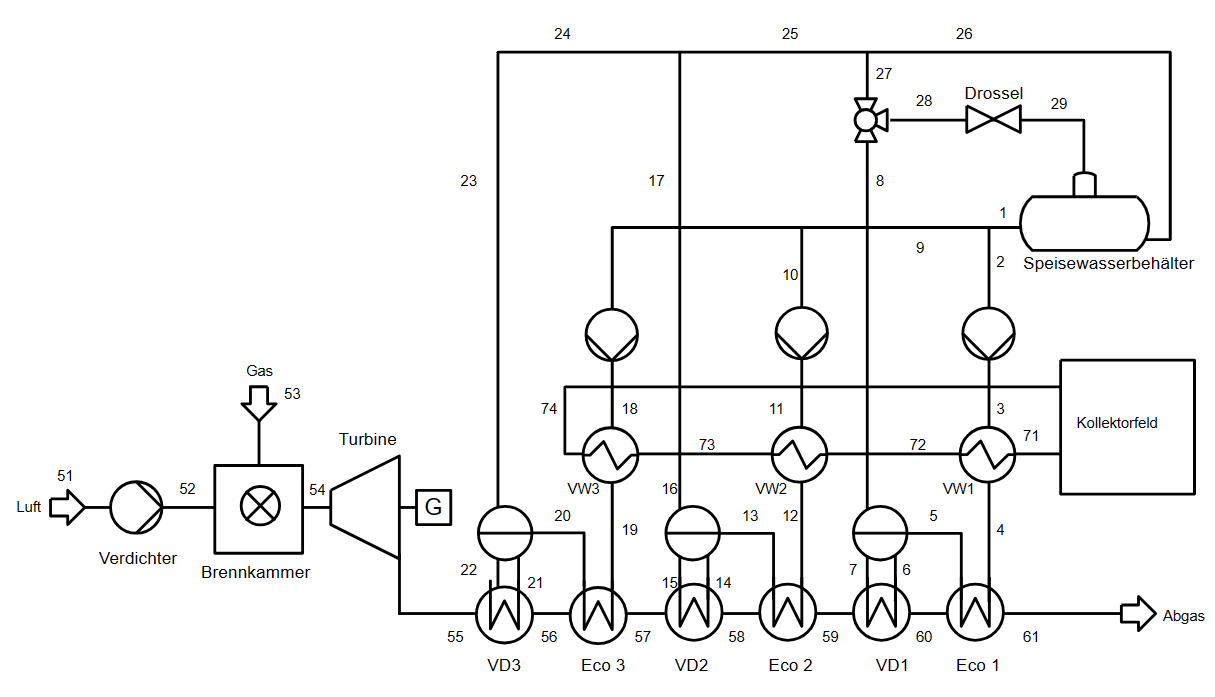 24 25 26
27
Drossel
28 29
23 17 8
1
9 2
Speisewasserbehälter
10
Gas
53
74 18 11 3
Kollektorfeld
Turbine
73 72 71
51
Luft
52 54
G
VW3 VW2 VW1
16
20 13 12 5 4
19
Verdichter
Brennkammer
22 21 15 14 7 6
55 56 57 58 59 60 61
Abgas
VD3 Eco 3 VD2 Eco 2 VD1 Eco 1